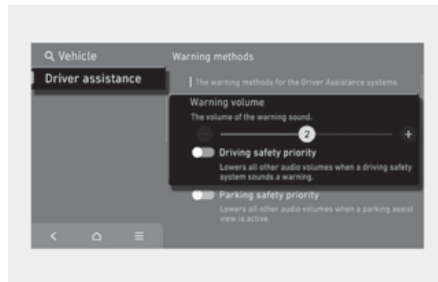 Vehicle
Warning methods
Driver assistance
The warning methods for the Driver Assistance systems.
Warning volume
The volume of the warning sound.
2
Driving safety priority
Lowers all other audio volumes when a driving safety
system sounds a warning.
Parking safety priority
Lowers all other audio volumes when a parking assist
view is active.